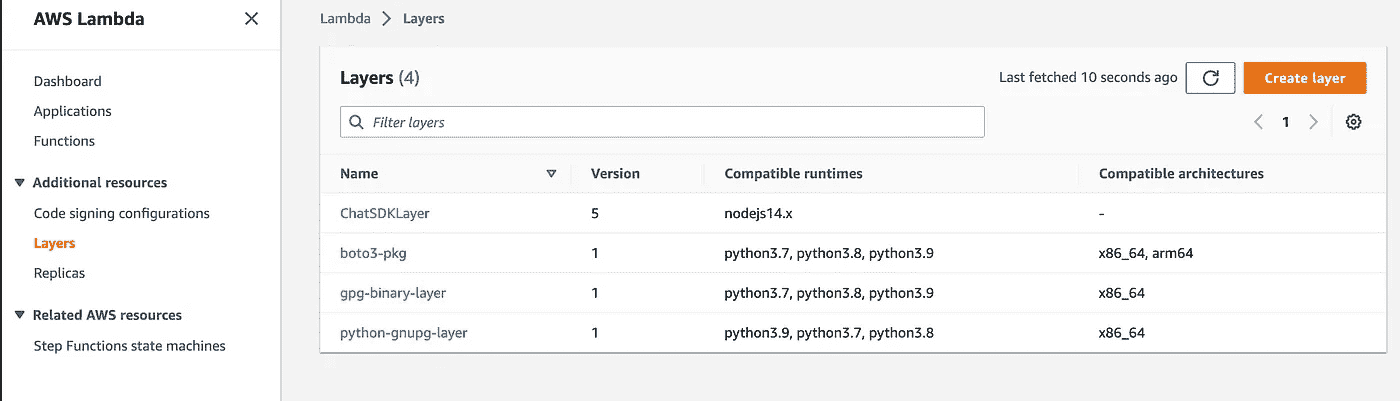 AWS Lambda
Dashboard
Applications
Functions
Additional resources
Code signing configurations
Layers
Replicas
Related AWS resources
Step Functions state machines
Lambda > Layers
Layers (4)
Last fetched 10 seconds ago
Create layer
Filter layers
1
Name Version Compatible runtimes Compatible architectures
ChatSDKLayer 5 nodejs14.x -
boto3-pkg 1 python3.7, python3.8, python3.9 x86_64, arm64
gpg-binary-layer 1 python3.7, python3.8, python3.9 x86_64
python-gnupg-layer 1 python3.9, python3.7, python3.8 x86_64